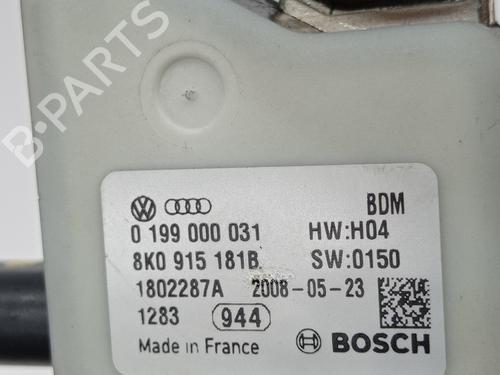 B-PARTS
BDM
0 199 000 031 HW:H04
8K0 915 181B SW:0150
1802287A 2008-05-23
1283 944
Made in France BOSCH